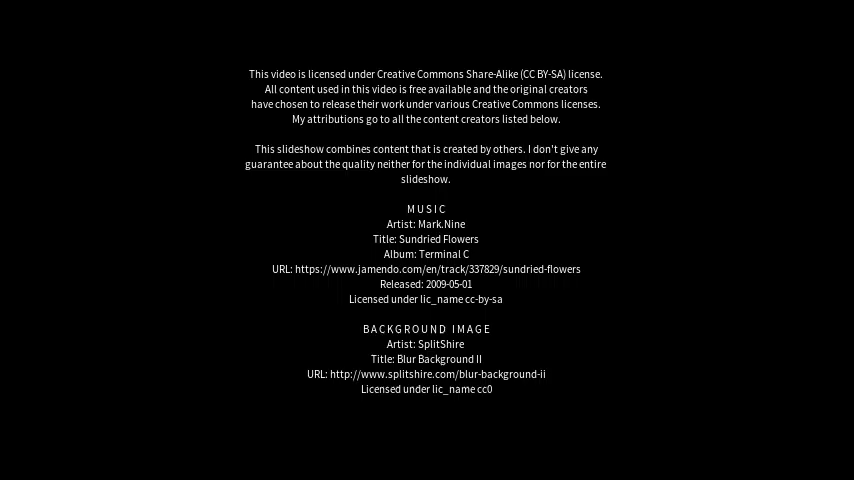 This video is licensed under Creative Commons Share-Alike (CC BY-SA) license.
All content used in this video is free available and the original creators
have chosen to release their work under various Creative Commons licenses.
My attributions go to all the content creators listed below.
This slideshow combines content that is created by others. I don't give any
guarantee about the quality neither for the individual images nor for the entire
slideshow.
MUSIC
Artist: Mark.Nine
Title: Sundried Flowers
Album: Terminal C
URL: https://www.jamendo.com/en/track/337829/sundried-flowers
Released: 2009-05-01
Licensed under lic_name cc-by-sa
BACKGROUND IMAGE
Artist: SplitShire
Title: Blur Background II
URL: http://www.splitshire.com/blur-background-ii
Licensed under lic_name cc0